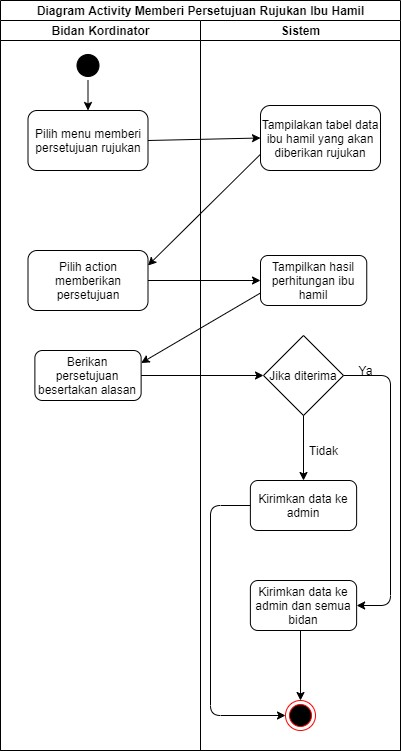 Diagram Activity Memberi Persetujuan Rujukan Ibu Hamil
Bidan Kordinator
Sistem
Pilih menu memberi
persetujuan rujukan
Tampilakan tabel data
ibu hamil yang akan
diberikan rujukan
Pilih action
memberikan
persetujuan
Tampilkan hasil
perhitungan ibu
hamil
Berikan
persetujuan
besertakan alasan
Jika diterima
Ya
Tidak
Kirimkan data ke
admin
Kirimkan data ke
admin dan semua
bidan